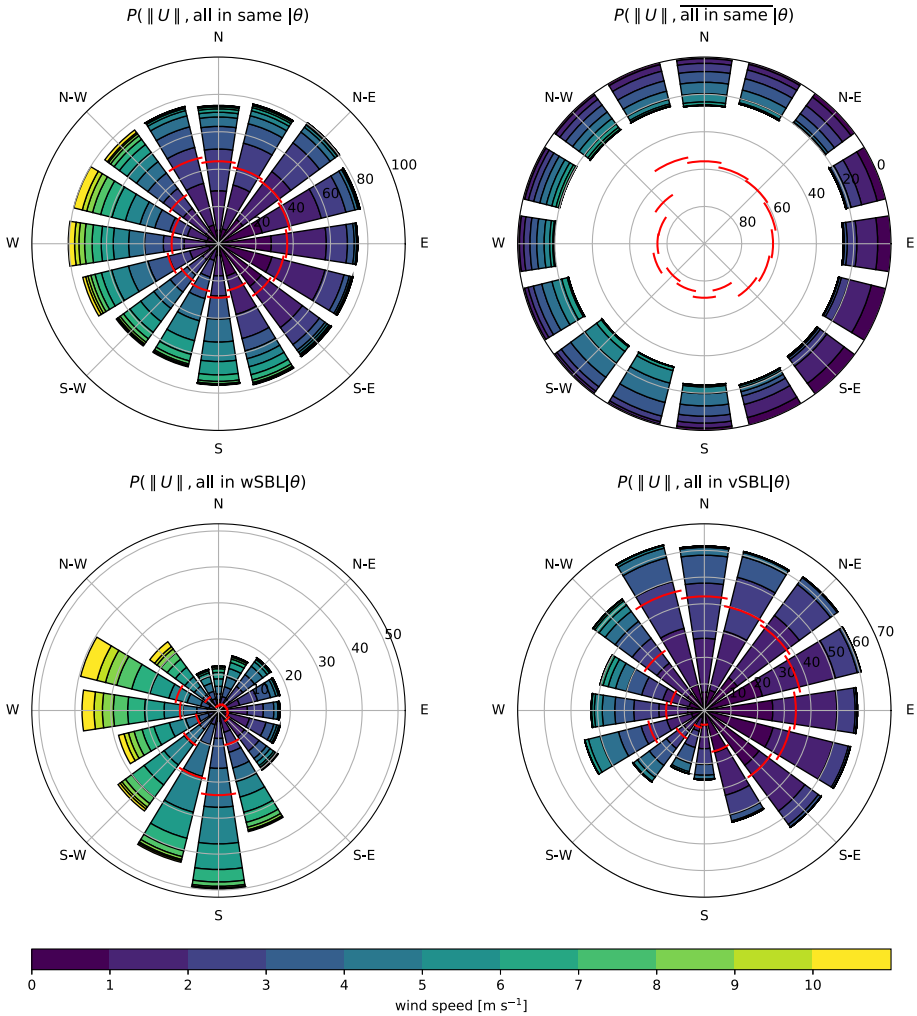 P( ‖ U ‖ , all in same |θ)
N
N-W
N-E
W
E
S-W
S-E
S
20
40
60
80
100
P( ‖ U ‖ , all in same |θ)
N
N-W
N-E
W
E
S-W
S-E
S
80
60
40
20
0
P( ‖ U ‖ , all in wSBL|θ)
N
N-W
N-E
W
E
S-W
S-E
S
10
20
30
40
50
P( ‖ U ‖ , all in vSBL|θ)
N
N-W
N-E
W
E
S-W
S-E
S
10
20
30
40
50
60
70
0 1 2 3 4 5 6 7 8 9 10
wind speed [m s⁻¹]